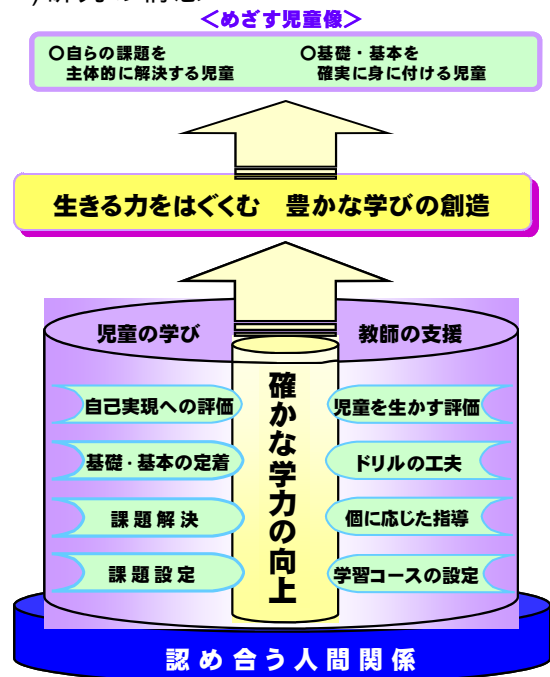 <めざす児童像>
○自らの課題を
主体的に解決する児童
○基礎・基本を
確実に身に付ける児童
生きる力をはぐくむ　豊かな学びの創造
児童の学び
教師の支援
確かな学力の向上
自己実現への評価
児童を生かす評価
基礎・基本の定着
ドリルの工夫
課題解決
個に応じた指導
課題設定
学習コースの設定
認め合う人間関係